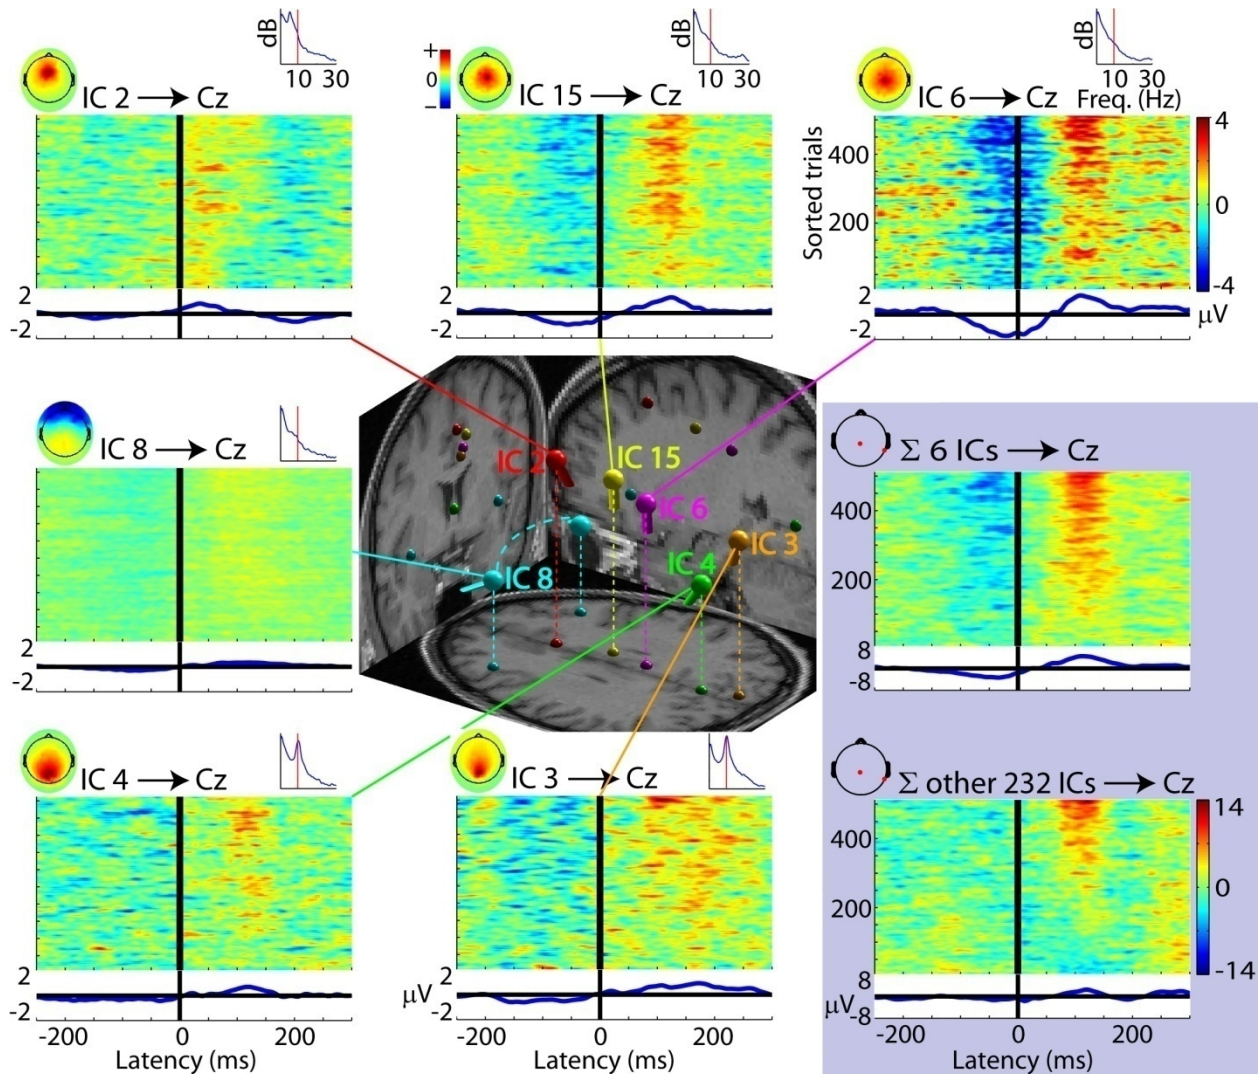 dB
10 30
IC 2 → Cz
2
-2
+
0
−
dB
10 30
IC 15 → Cz
2
-2
dB
10 30
Freq. (Hz)
IC 6 → Cz
Sorted trials
400
200
4
0
-4
μV
2
-2
IC 8 → Cz
2
-2
IC 2
IC 15
IC 6
IC 3
IC 4
IC 8
Σ 6 ICs → Cz
400
200
8
-8
IC 4 → Cz
2
-2
-200 0 200
Latency (ms)
IC 3 → Cz
2
μV
-2
-200 0 200
Latency (ms)
Σ other 232 ICs → Cz
400
200
14
0
-14
8
μV
-8
-200 0 200
Latency (ms)